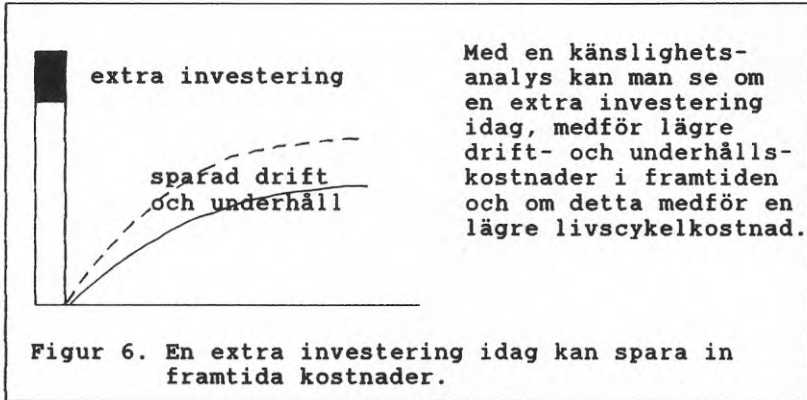 extra investering
sparad drift
och underhåll
Med en känslighets-
analys kan man se om
en extra investering
idag, medför lägre
drift- och underhålls-
kostnader i framtiden
och om detta medför en
lägre livscykelkostnad.
Figur 6. En extra investering idag kan spara in
framtida kostnader.